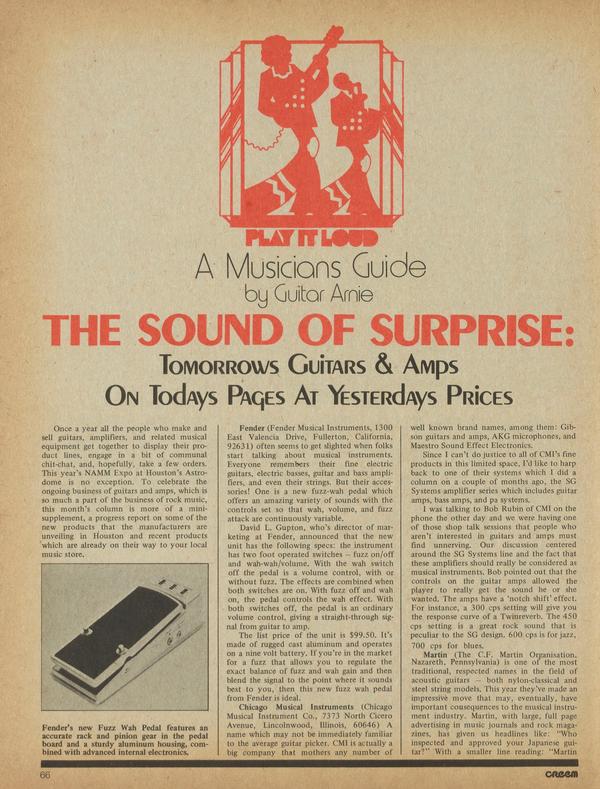 PLAY IT LOUD
A Musicians Guide
by Guitar Arnie
THE SOUND OF SURPRISE:
TOMORROWS GUITARS & AMPS
ON TODAYS PAGES AT YESTERDAYS PRICES
Once a year all the people who make and
sell guitars, amplifiers, and related musical
equipment get together to display their pro-
duct lines, engage in a bit of communal
chit-chat, and, hopefully, take a few orders.
This year's NAMM Expo at Houston's Astro-
dome is no exception. To celebrate the
ongoing business of guitars and amps, which is
so much a part of the business of rock music,
this month's column is more of a mini-
supplement, a progress report on some of the
new products that the manufacturers are
unveiling in Houston and recent products
which are already on their way to your local
music store.
Fender's new Fuzz Wah Pedal features an
accurate rack and pinion gear in the pedal
board and a sturdy aluminum housing, com-
bined with advanced internal electronics.
Fender (Fender Musical Instruments, 1300
East Valencia Drive, Fullerton, California,
92631) often seems to get slighted when folks
start talking about musical instruments.
Everyone remembers their fine electric
guitars, electric basses, guitar and bass ampli-
fiers, and even their strings. But their acces-
sories! One is a new fuzz-wah pedal which
offers an amazing variety of sounds with the
controls set so that wah, volume, and fuzz
attack are continuously variable.
David L. Gupton, who's director of mar-
keting at Fender, announced that the new
unit has the following specs: the instrument
has two foot operated switches — fuzz on/off
and wah-wah/volume. With the wah switch
off the pedal is a volume control, with or
without fuzz. The effects are combined when
both switches are on. With fuzz off and wah
on, the pedal controls the wah effect. With
both switches off, the pedal is an ordinary
volume control, giving a straight-through sig-
nal from guitar to amp.
The list price of the unit is $99.50. It's
made of rugged cast aluminum and operates
on a nine volt battery. If you're in the market
for a fuzz that allows you to regulate the
exact balance of fuzz and wah gain and then
blend the signal to the point where it sounds
best to you, then this new fuzz wah pedal
from Fender is ideal.
Chicago Musical Instruments (Chicago
Musical Instrument Co., 7373 North Cicero
Avenue, Lincolnwood, Illinois, 60646) A
name which may not be immediately familiar
to the average guitar picker. CMI is actually a
big company that mothers any number of
well known brand names, among them: Gib-
son guitars and amps, AKG microphones, and
Maestro Sound Effect Electronics.
Since I can't do justice to all of CMI's fine
products in this limited space, I'd like to harp
back to one of their systems which I did a
column on a couple of months ago, the SG
Systems amplifier series which includes guitar
amps, bass amps, and pa systems.
I was talking to Bob Rubin of CMI on the
phone the other day and we were having one
of those shop talk sessions that people who
aren't interested in guitars and amps must
find unnerving. Our discussion centered
around the SG Systems line and the fact that
these amplifiers should really be considered as
musical instruments. Bob pointed out that the
controls on the guitar amps allowed the
player to really get the sound he or she
wanted. The amps have a 'notch shift' effect.
For instance, a 300 cps setting will give you
the response curve of a Twinreverb. The 450
cps setting is a great rock sound that is
peculiar to the SG design. 600 cps is for jazz,
700 cps for blues.
Martin (The C.F. Martin Organisation,
Nazareth, Pennsylvania) is one of the most
traditional, respected names in the field of
acoustic guitars — both nylon-classical and
steel string models. This year they've made an
impressive move that may, eventually, have
important cousequences to the musical instru-
ment industry. Martin, with large, full page
advertising in music journals and rock maga-
zines, has given us headlines like: "Who
inspected and approved your Japanese gui-
tar?" With a smaller line reading: "Martin
66
CREEM